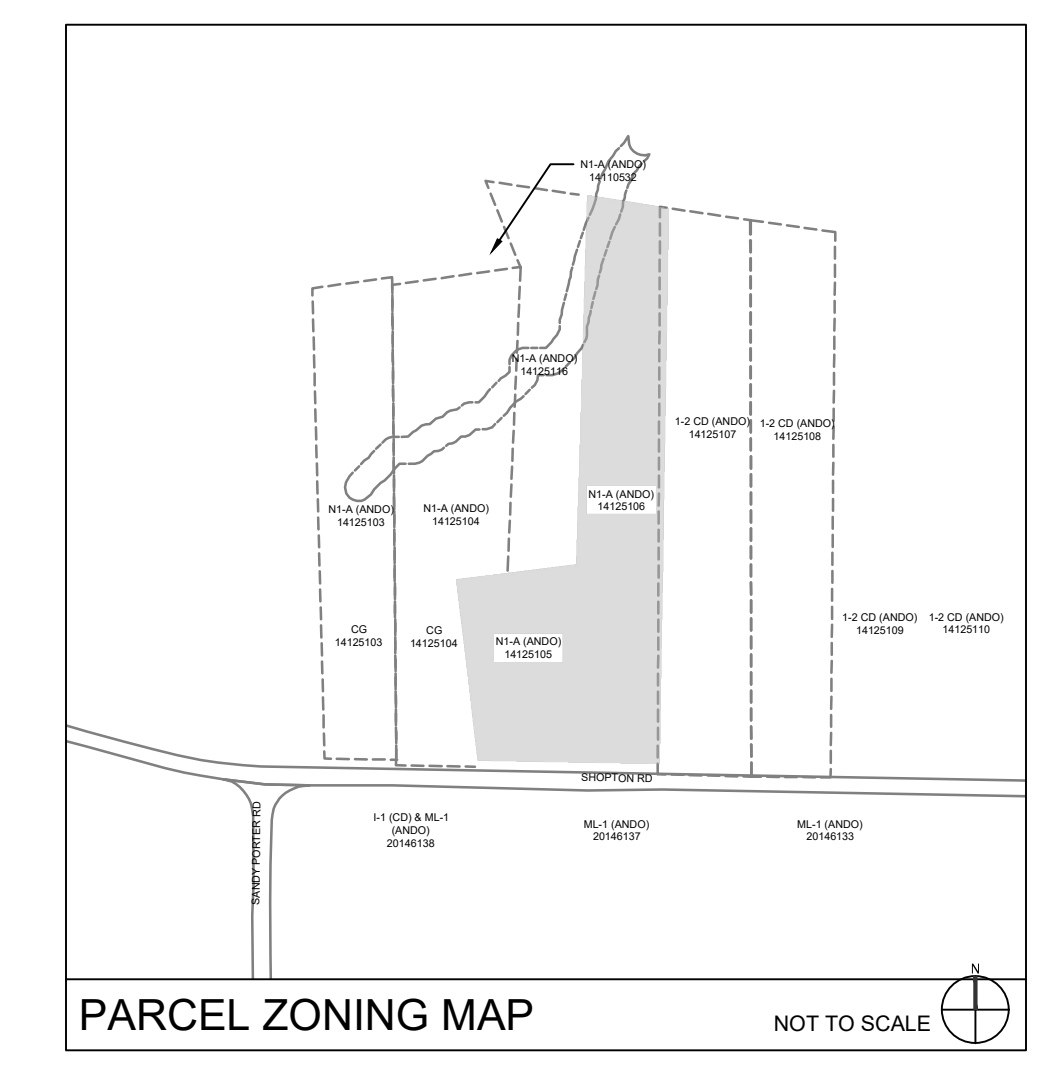 N1-A (ANDO)
14110532
N1-A (ANDO)
14125116
1-2 CD (ANDO)
14125107
1-2 CD (ANDO)
14125108
N1-A (ANDO)
14125106
N1-A (ANDO)
14125103
N1-A (ANDO)
14125104
CG
14125103
CG
14125104
N1-A (ANDO)
14125105
1-2 CD (ANDO)
14125109
1-2 CD (ANDO)
14125110
SHOPTON RD
SANDY PORTER RD
I-1 (CD) & ML-1
(ANDO)
20146138
ML-1 (ANDO)
20146137
ML-1 (ANDO)
20146133
PARCEL ZONING MAP
NOT TO SCALE
N